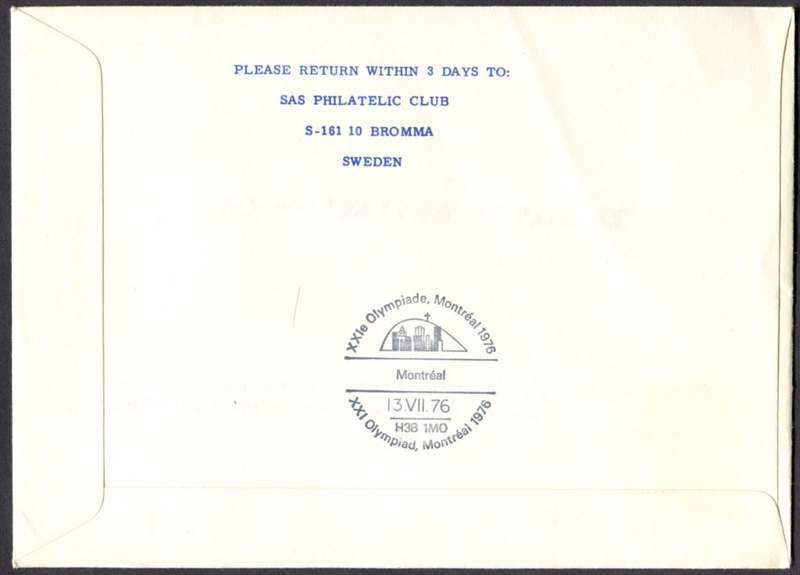 PLEASE RETURN WITHIN 3 DAYS TO:
SAS PHILATELIC CLUB
S-161 10 BROMMA
SWEDEN
XXIe Olympiade, Montréal 1976
Montréal
13.VII.76
H3B 1M0
XXI Olympiad, Montréal 1976